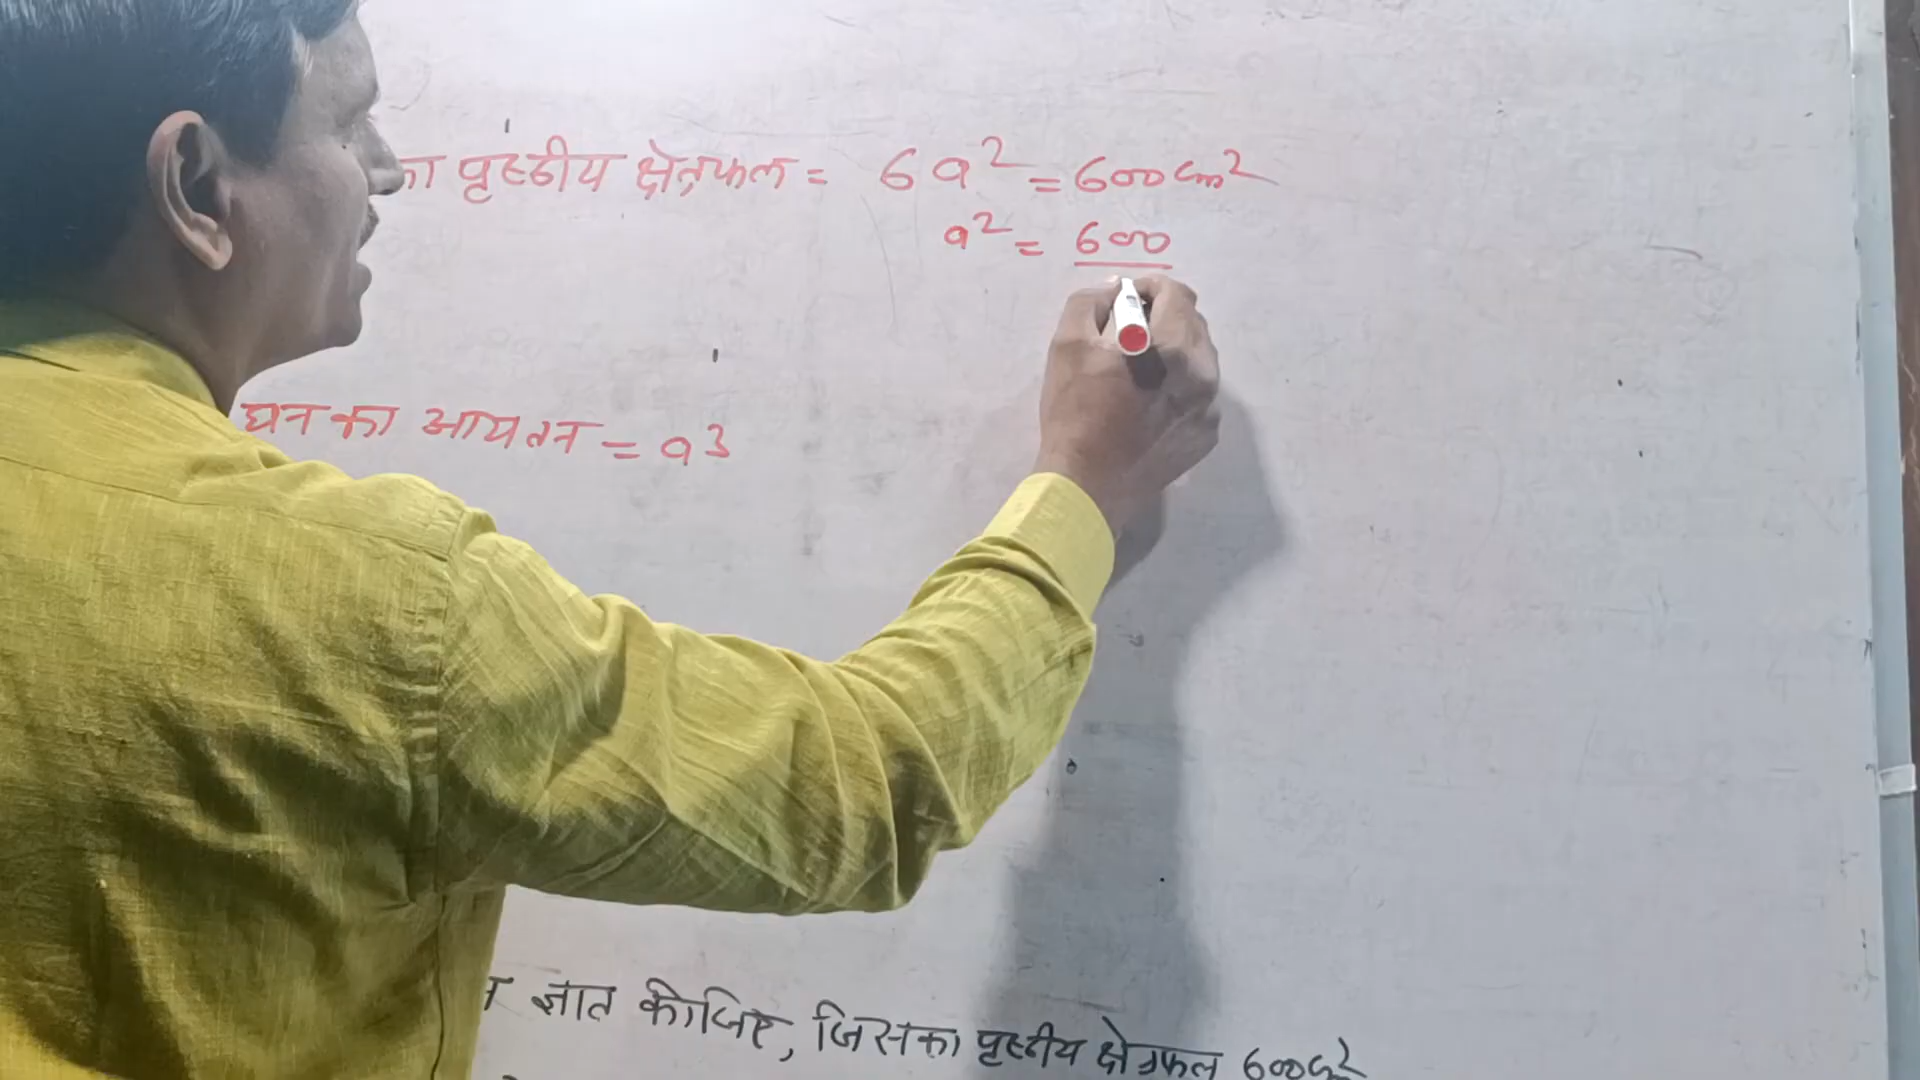 का पृष्ठीय क्षेत्रफल = 6a² = 600cm²
a² = 600
घन का आयतन = a3
ज्ञात कीजिए, जिसका पृष्ठीय क्षेत्रफल 600cm²